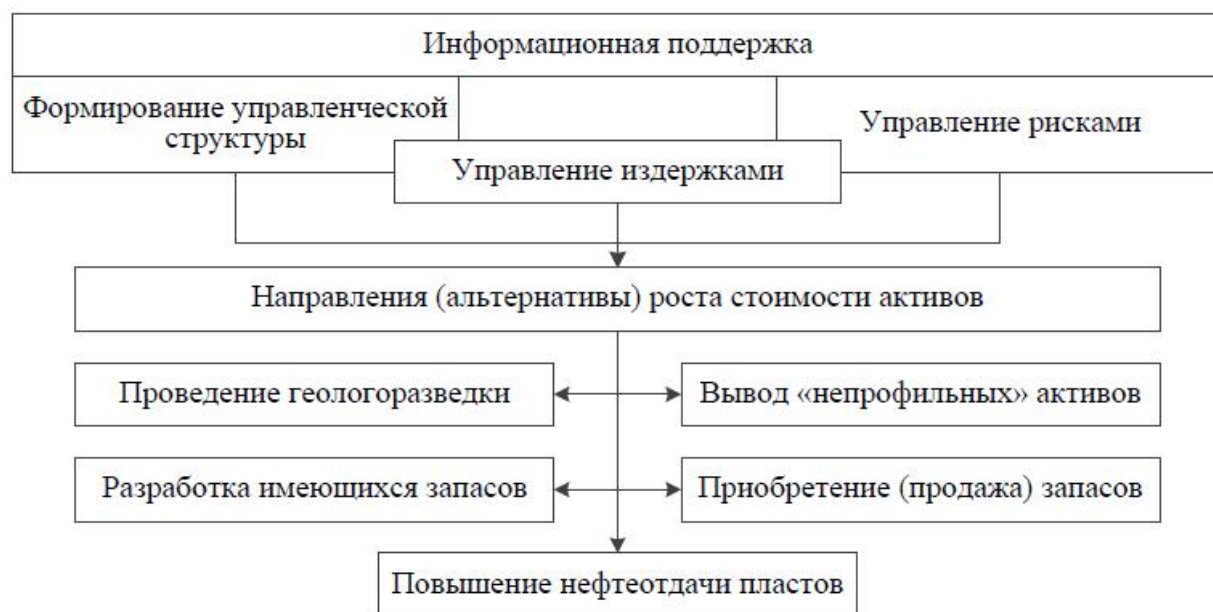 Информационная поддержка
Формирование управленческой
структуры
Управление рисками
Управление издержками
Направления (альтернативы) роста стоимости активов
Проведение геологоразведки
Вывод «непрофильных» активов
Разработка имеющихся запасов
Приобретение (продажа) запасов
Повышение нефтеотдачи пластов